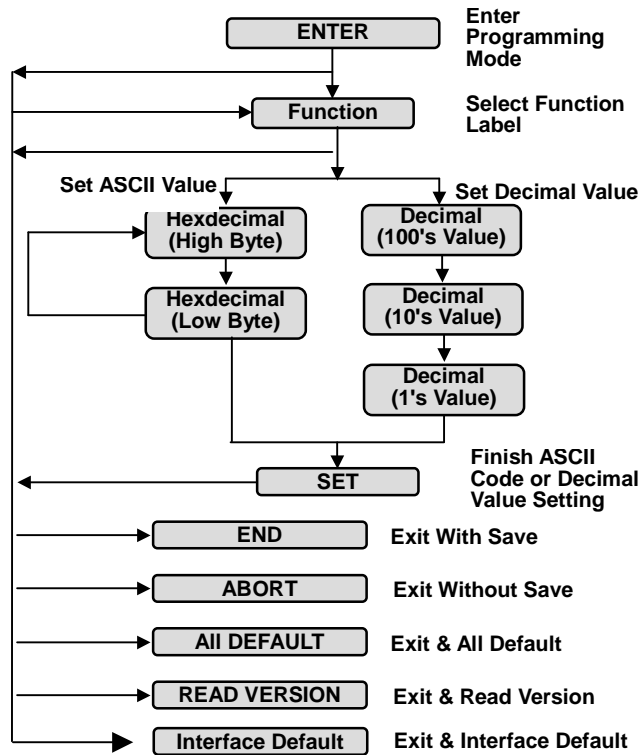 ENTER
Enter
Programming
Mode
Function
Select Function
Label
Set ASCII Value
Set Decimal Value
Hexdecimal
(High Byte)
Decimal
(100's Value)
Hexdecimal
(Low Byte)
Decimal
(10's Value)
Decimal
(1's Value)
SET
Finish ASCII
Code or Decimal
Value Setting
END
Exit With Save
ABORT
Exit Without Save
All DEFAULT
Exit & All Default
READ VERSION
Exit & Read Version
Interface Default
Exit & Interface Default